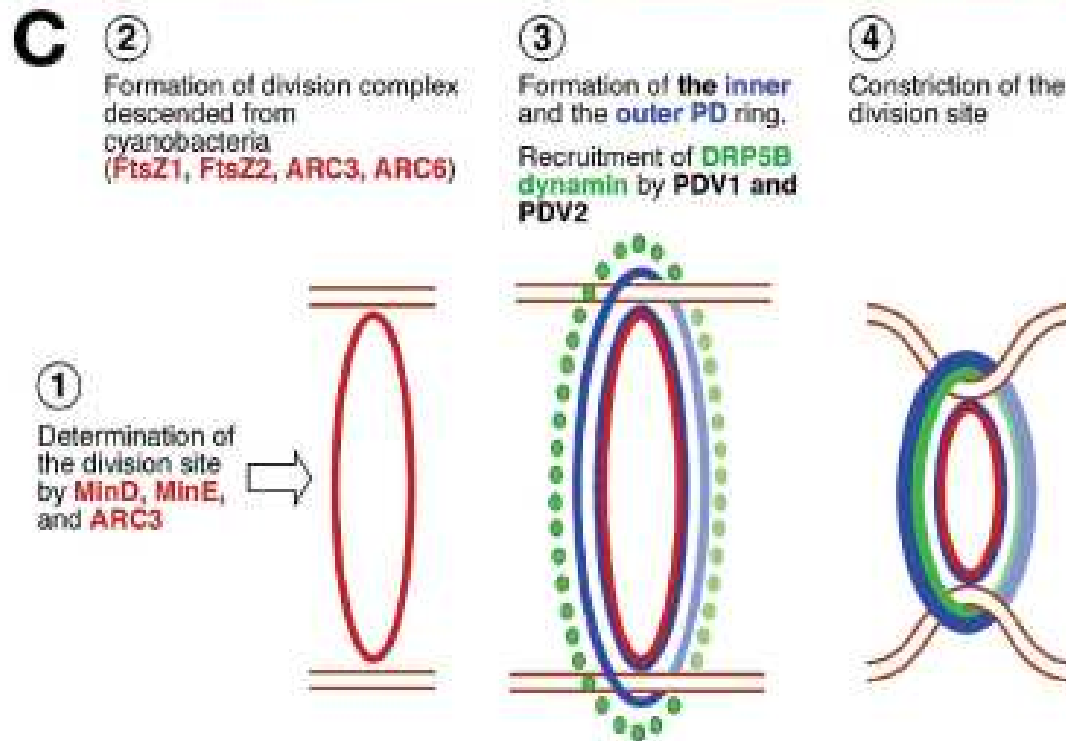 C
②
Formation of division complex
descended from
cyanobacteria
(FtsZ1, FtsZ2, ARC3, ARC6)
③
Formation of the inner
and the outer PD ring.
Recruitment of DRP5B
dynamin by PDV1 and
PDV2
④
Constriction of the
division site
①
Determination of
the division site
by MinD, MinE,
and ARC3